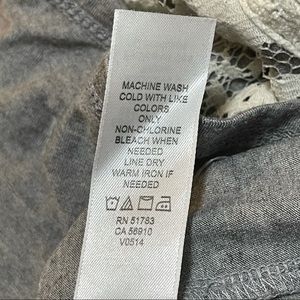 MACHINE WASH
COLD WITH LIKE
COLORS
ONLY
NON-CHLORINE
BLEACH WHEN
NEEDED
LINE DRY
WARM IRON IF
NEEDED
RN 51783
CA 56910
V0514